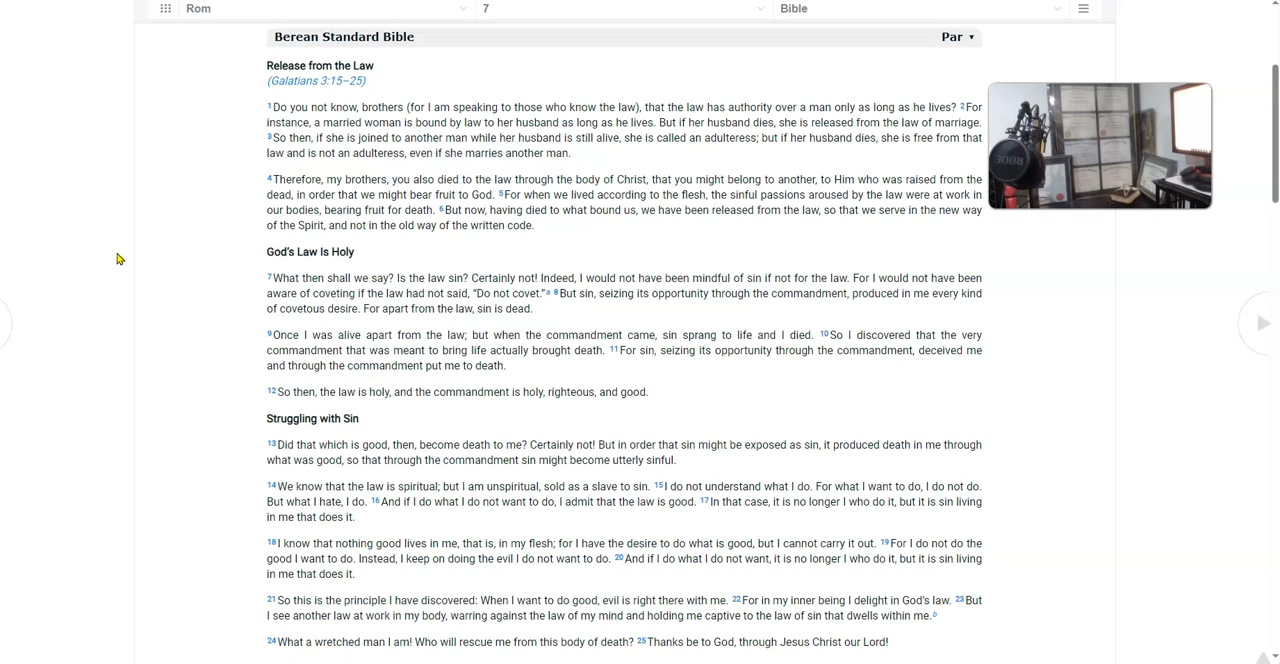 Rom 7 Bible
Berean Standard Bible Par ▾
Release from the Law
(Galatians 3:15–25)
1Do you not know, brothers (for I am speaking to those who know the law), that the law has authority over a man only as long as he lives? 2For
instance, a married woman is bound by law to her husband as long as he lives. But if her husband dies, she is released from the law of marriage.
3So then, if she is joined to another man while her husband is still alive, she is called an adulteress; but if her husband dies, she is free from that
law and is not an adulteress, even if she marries another man.
4Therefore, my brothers, you also died to the law through the body of Christ, that you might belong to another, to Him who was raised from the
dead, in order that we might bear fruit to God. 5For when we lived according to the flesh, the sinful passions aroused by the law were at work in
our bodies, bearing fruit for death. 6But now, having died to what bound us, we have been released from the law, so that we serve in the new way
of the Spirit, and not in the old way of the written code.
God's Law Is Holy
7What then shall we say? Is the law sin? Certainly not! Indeed, I would not have been mindful of sin if not for the law. For I would not have been
aware of coveting if the law had not said, “Do not covet.”a 8But sin, seizing its opportunity through the commandment, produced in me every kind
of covetous desire. For apart from the law, sin is dead.
9Once I was alive apart from the law; but when the commandment came, sin sprang to life and I died. 10So I discovered that the very
commandment that was meant to bring life actually brought death. 11For sin, seizing its opportunity through the commandment, deceived me
and through the commandment put me to death.
12So then, the law is holy, and the commandment is holy, righteous, and good.
Struggling with Sin
13Did that which is good, then, become death to me? Certainly not! But in order that sin might be exposed as sin, it produced death in me through
what was good, so that through the commandment sin might become utterly sinful.
14We know that the law is spiritual; but I am unspiritual, sold as a slave to sin. 15I do not understand what I do. For what I want to do, I do not do.
But what I hate, I do. 16And if I do what I do not want to do, I admit that the law is good. 17In that case, it is no longer I who do it, but it is sin living
in me that does it.
18I know that nothing good lives in me, that is, in my flesh; for I have the desire to do what is good, but I cannot carry it out. 19For I do not do the
good I want to do. Instead, I keep on doing the evil I do not want to do. 20And if I do what I do not want, it is no longer I who do it, but it is sin living
in me that does it.
21So this is the principle I have discovered: When I want to do good, evil is right there with me. 22For in my inner being I delight in God's law. 23But
I see another law at work in my body, warring against the law of my mind and holding me captive to the law of sin that dwells within me.b
24What a wretched man I am! Who will rescue me from this body of death? 25Thanks be to God, through Jesus Christ our Lord!